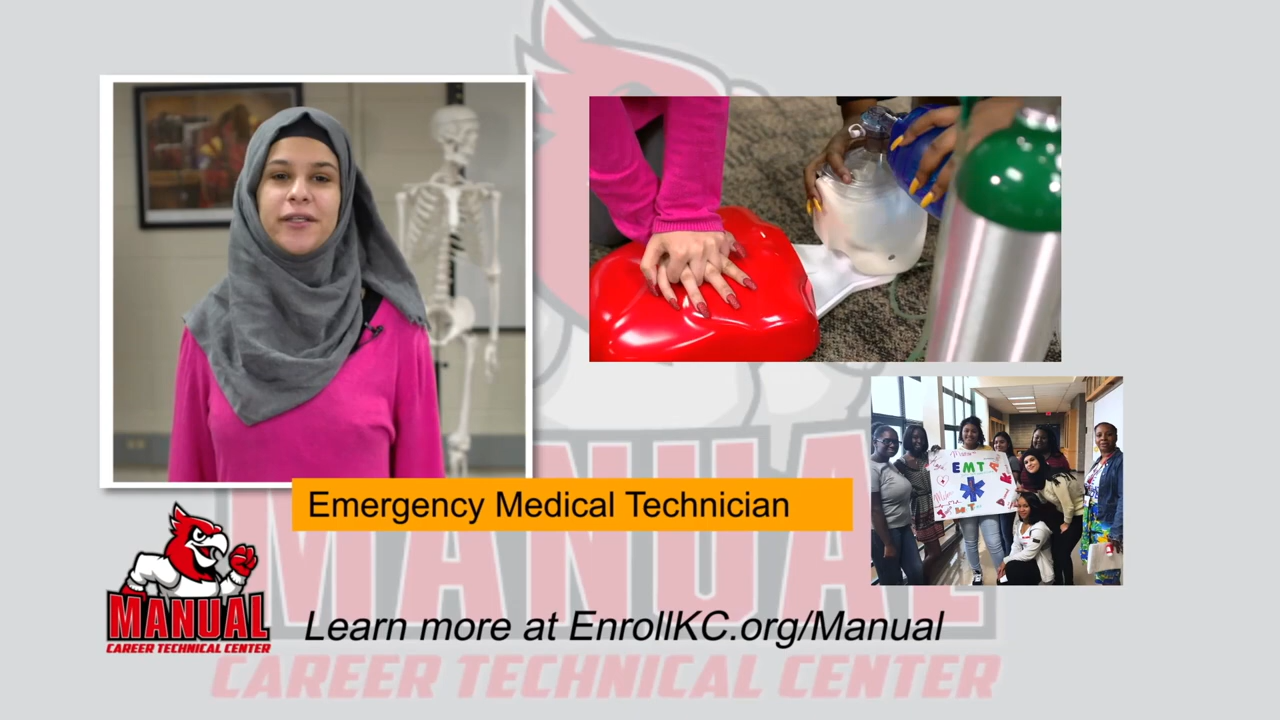 Emergency Medical Technician
MANUAL
CAREER TECHNICAL CENTER
Learn more at EnrollKC.org/Manual
MANUAL
CAREER TECHNICAL CENTER
EMT